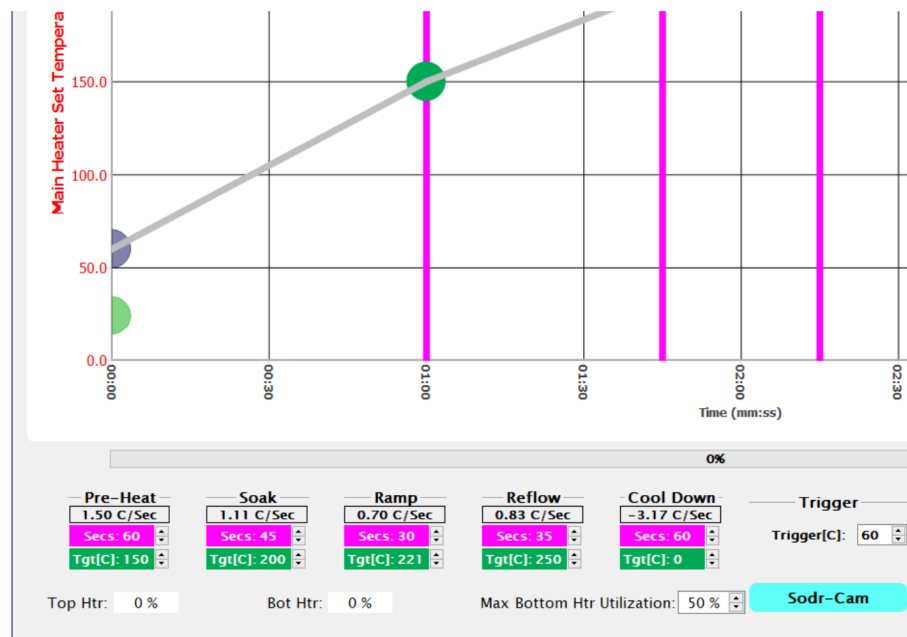 Main Heater Set Tempera
150.0
100.0
50.0
0.0
00:00
00:30
01:00
01:30
02:00
02:30
Time (mm:ss)
0%
Pre-Heat Soak Ramp Reflow Cool Down Trigger
1.50 C/Sec 1.11 C/Sec 0.70 C/Sec 0.83 C/Sec -3.17 C/Sec
Secs: 60 Secs: 45 Secs: 30 Secs: 35 Secs: 60 Trigger[C]: 60
Tgt[C]: 150 Tgt[C]: 200 Tgt[C]: 221 Tgt[C]: 250 Tgt[C]: 0
Top Htr: 0 % Bot Htr: 0 % Max Bottom Htr Utilization: 50 % Sodr-Cam